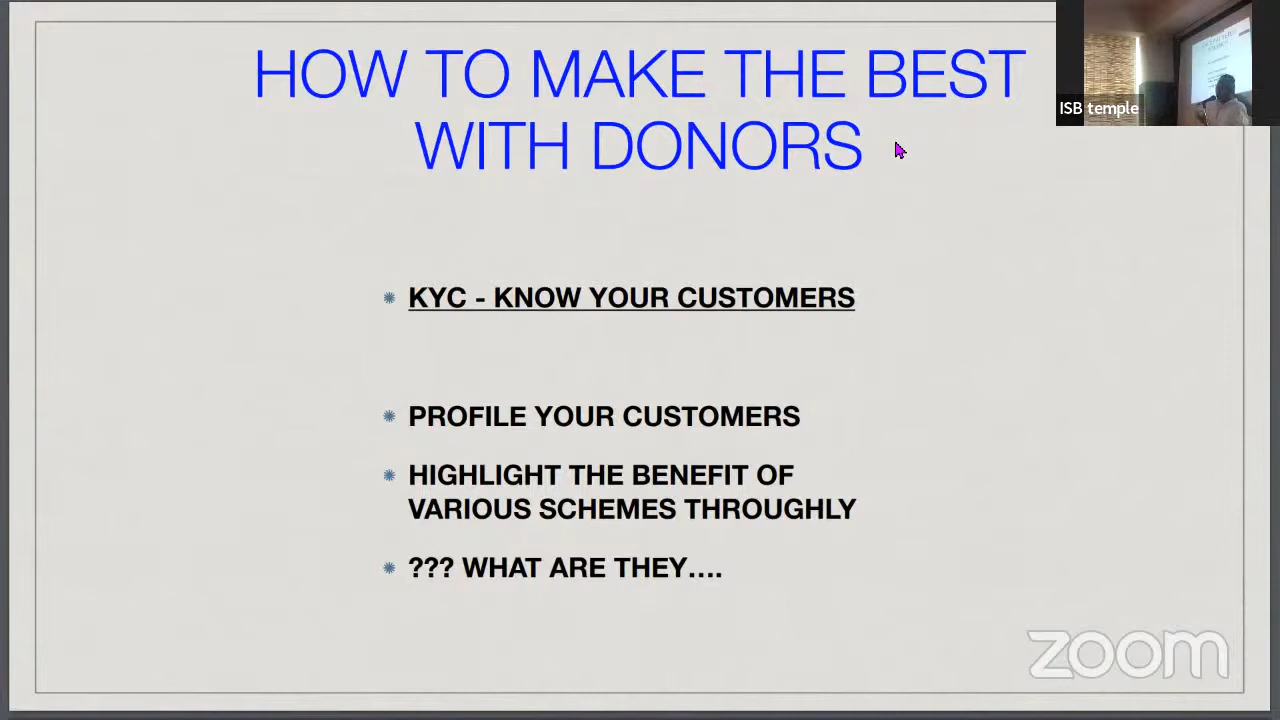 HOW TO MAKE THE BEST
WITH DONORS
ISB temple
KYC - KNOW YOUR CUSTOMERS
PROFILE YOUR CUSTOMERS
HIGHLIGHT THE BENEFIT OF
VARIOUS SCHEMES THROUGHLY
??? WHAT ARE THEY....
zoom